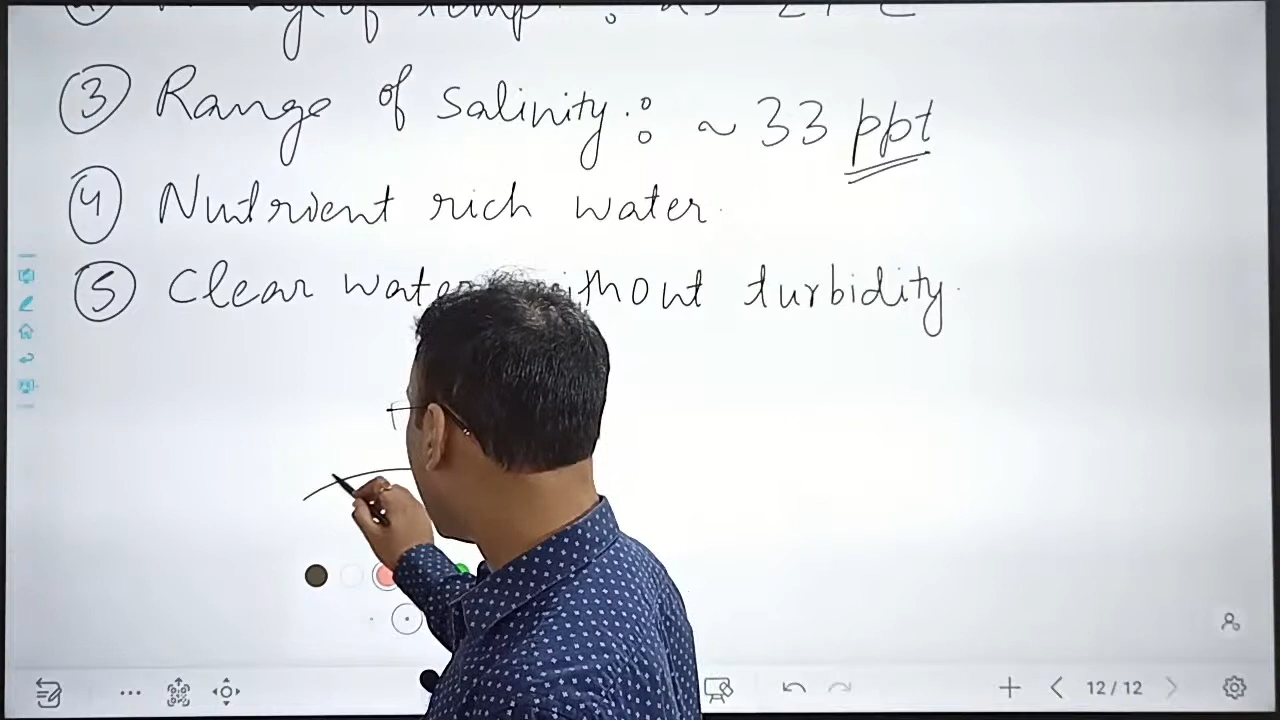 ③ Range of salinity : ~ 33 ppt
④ Nutrient rich water.
⑤ Clear water without turbidity.
12/12